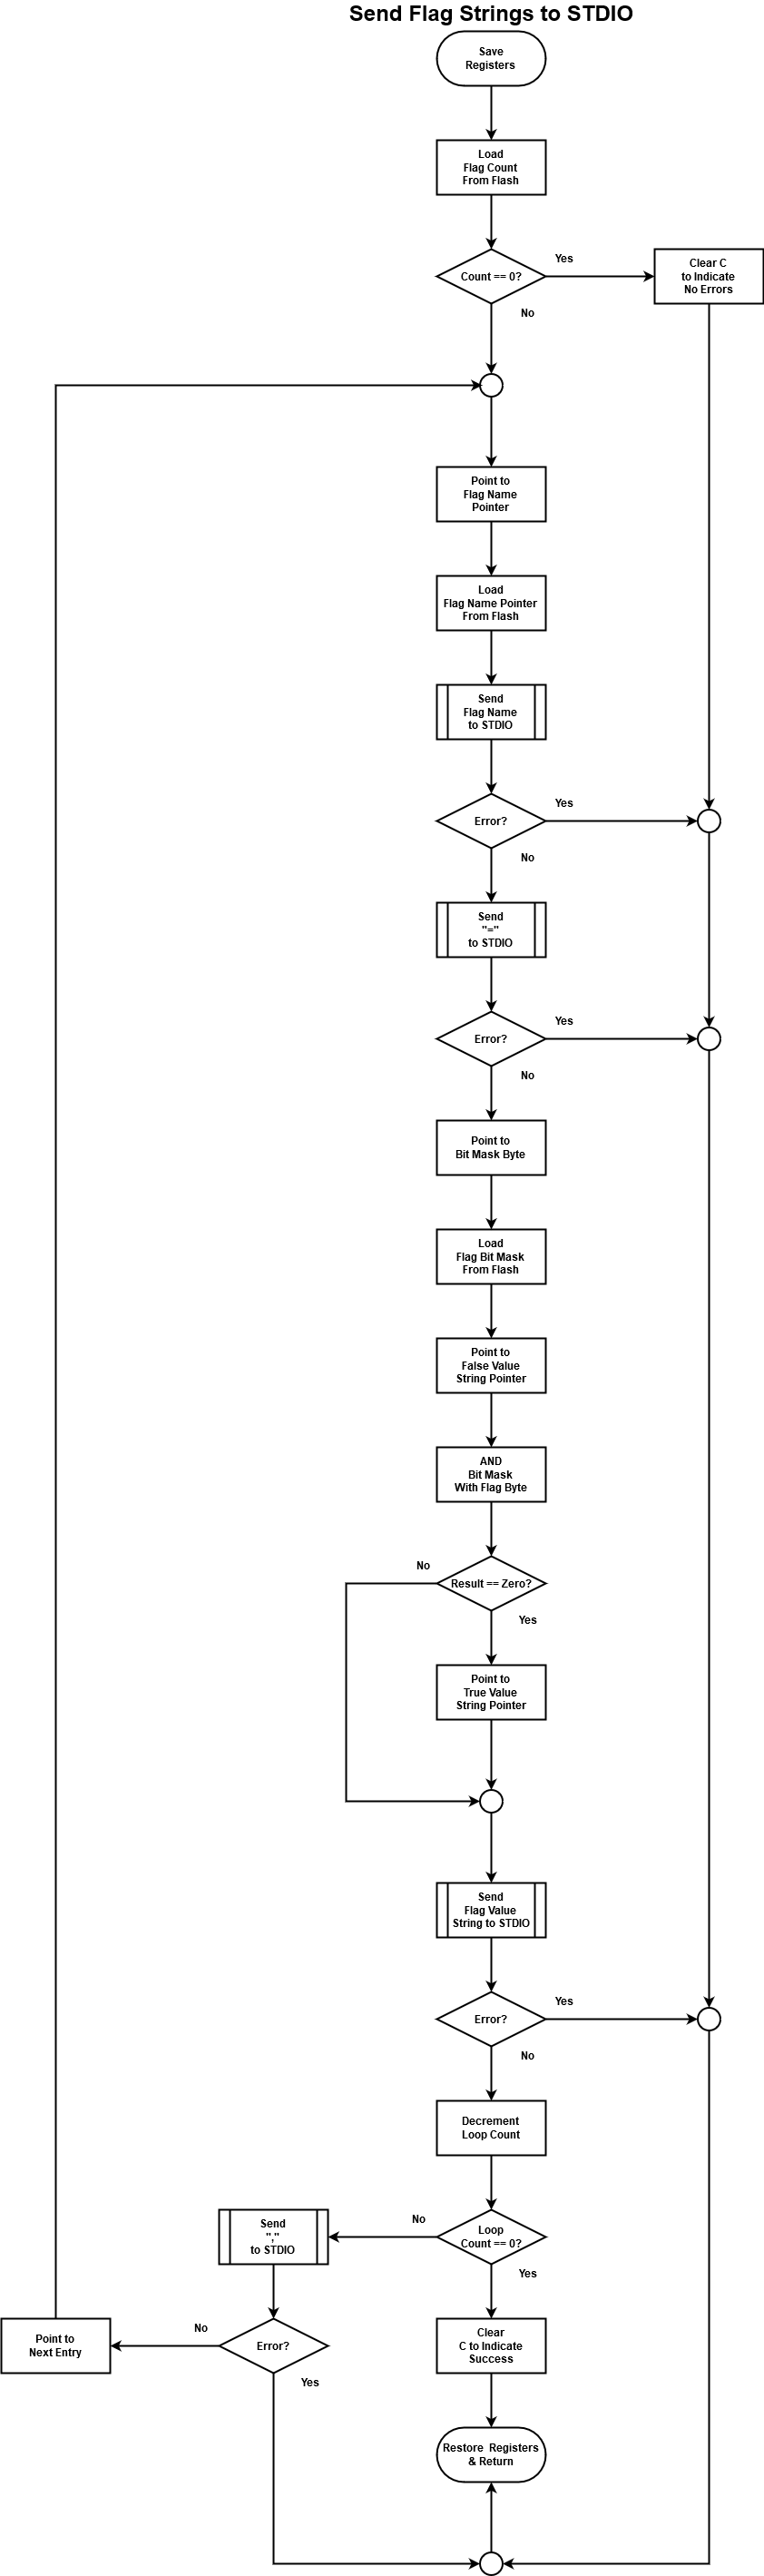 Send Flag Strings to STDIO
Save
Registers
Load
Flag Count
From Flash
Count == 0?
Yes
No
Clear C
to Indicate
No Errors
Point to
Flag Name
Pointer
Load
Flag Name Pointer
From Flash
Send
Flag Name
to STDIO
Error?
Yes
No
Send
"="
to STDIO
Error?
Yes
No
Point to
Bit Mask Byte
Load
Flag Bit Mask
From Flash
Point to
False Value
String Pointer
AND
Bit Mask
With Flag Byte
No
Result == Zero?
Yes
Point to
True Value
String Pointer
Send
Flag Value
String to STDIO
Error?
Yes
No
Decrement
Loop Count
Loop
Count == 0?
No
Yes
Send
","
to STDIO
Error?
No
Yes
Point to
Next Entry
Clear
C to Indicate
Success
Restore  Registers
& Return